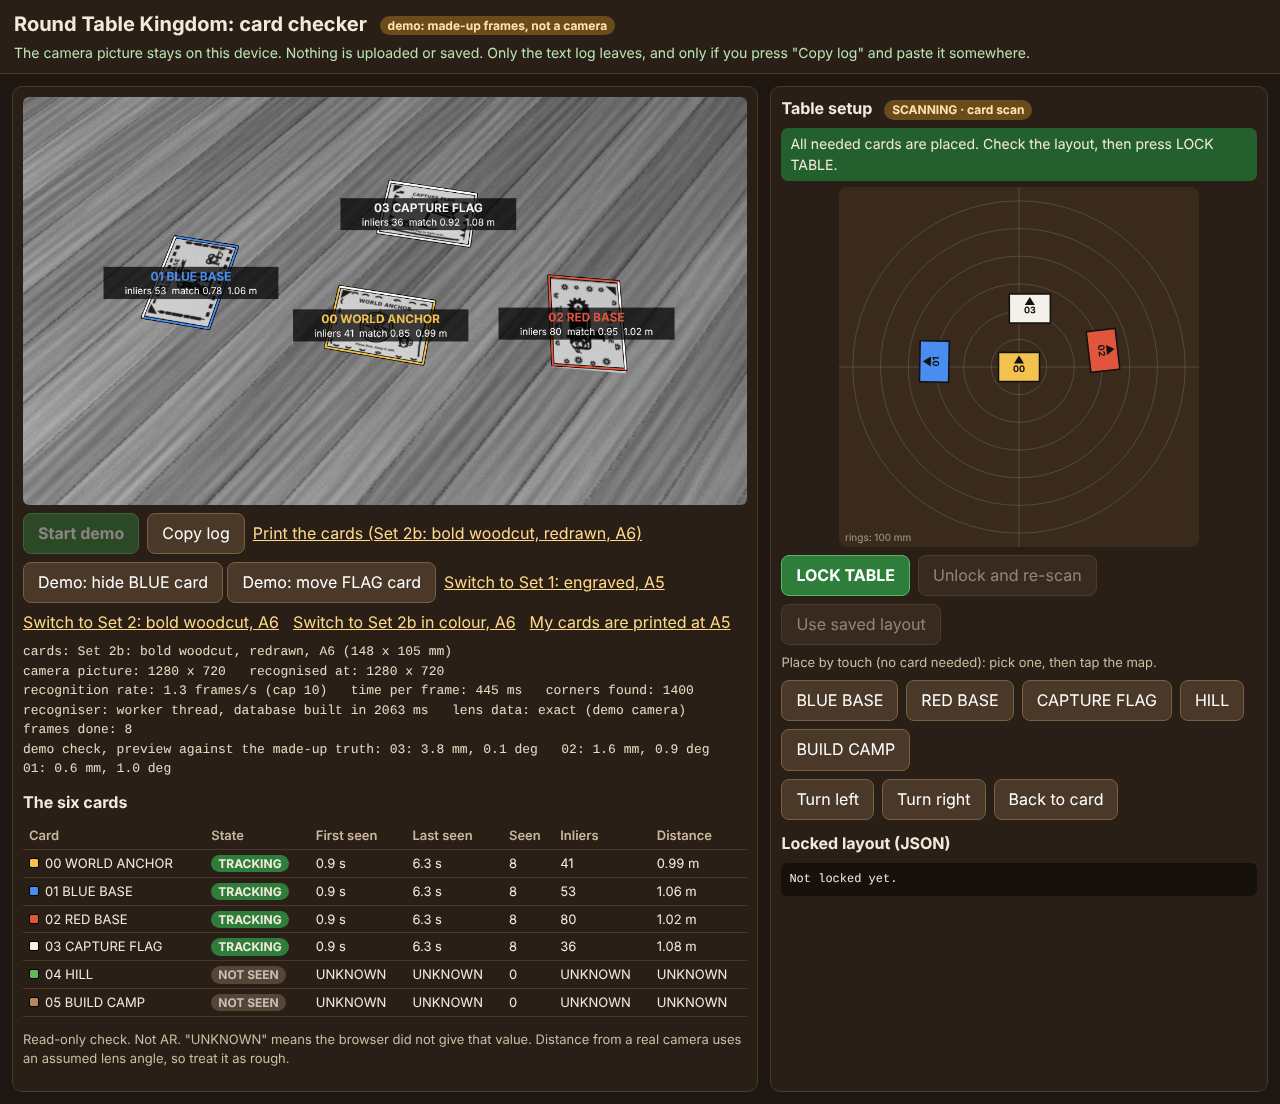 Round Table Kingdom: card checker demo: made-up frames, not a camera
The camera picture stays on this device. Nothing is uploaded or saved. Only the text log leaves, and only if you press "Copy log" and paste it somewhere.
03 CAPTURE FLAG
inliers 36 match 0.92 1.08 m
01 BLUE BASE
inliers 53 match 0.78 1.06 m
WORLD ANCHOR
00 WORLD ANCHOR
inliers 41 match 0.85 0.99 m
02 RED BASE
inliers 80 match 0.95 1.02 m
Start demo Copy log Print the cards (Set 2b: bold woodcut, redrawn, A6)
Demo: hide BLUE card Demo: move FLAG card Switch to Set 1: engraved, A5
Switch to Set 2: bold woodcut, A6 Switch to Set 2b in colour, A6 My cards are printed at A5
cards: Set 2b: bold woodcut, redrawn, A6 (148 x 105 mm)
camera picture: 1280 x 720 recognised at: 1280 x 720
recognition rate: 1.3 frames/s (cap 10) time per frame: 445 ms corners found: 1400
recogniser: worker thread, database built in 2063 ms lens data: exact (demo camera)
frames done: 8
demo check, preview against the made-up truth: 03: 3.8 mm, 0.1 deg 02: 1.6 mm, 0.9 deg
01: 0.6 mm, 1.0 deg
The six cards
Card State First seen Last seen Seen Inliers Distance
00 WORLD ANCHOR TRACKING 0.9 s 6.3 s 8 41 0.99 m
01 BLUE BASE TRACKING 0.9 s 6.3 s 8 53 1.06 m
02 RED BASE TRACKING 0.9 s 6.3 s 8 80 1.02 m
03 CAPTURE FLAG TRACKING 0.9 s 6.3 s 8 36 1.08 m
04 HILL NOT SEEN UNKNOWN UNKNOWN 0 UNKNOWN UNKNOWN
05 BUILD CAMP NOT SEEN UNKNOWN UNKNOWN 0 UNKNOWN UNKNOWN
Read-only check. Not AR. "UNKNOWN" means the browser did not give that value. Distance from a real camera uses
an assumed lens angle, so treat it as rough.
Table setup SCANNING · card scan
All needed cards are placed. Check the layout, then press LOCK
TABLE.
03
01
02
00
rings: 100 mm
LOCK TABLE Unlock and re-scan
Use saved layout
Place by touch (no card needed): pick one, then tap the map.
BLUE BASE RED BASE CAPTURE FLAG HILL
BUILD CAMP
Turn left Turn right Back to card
Locked layout (JSON)
Not locked yet.